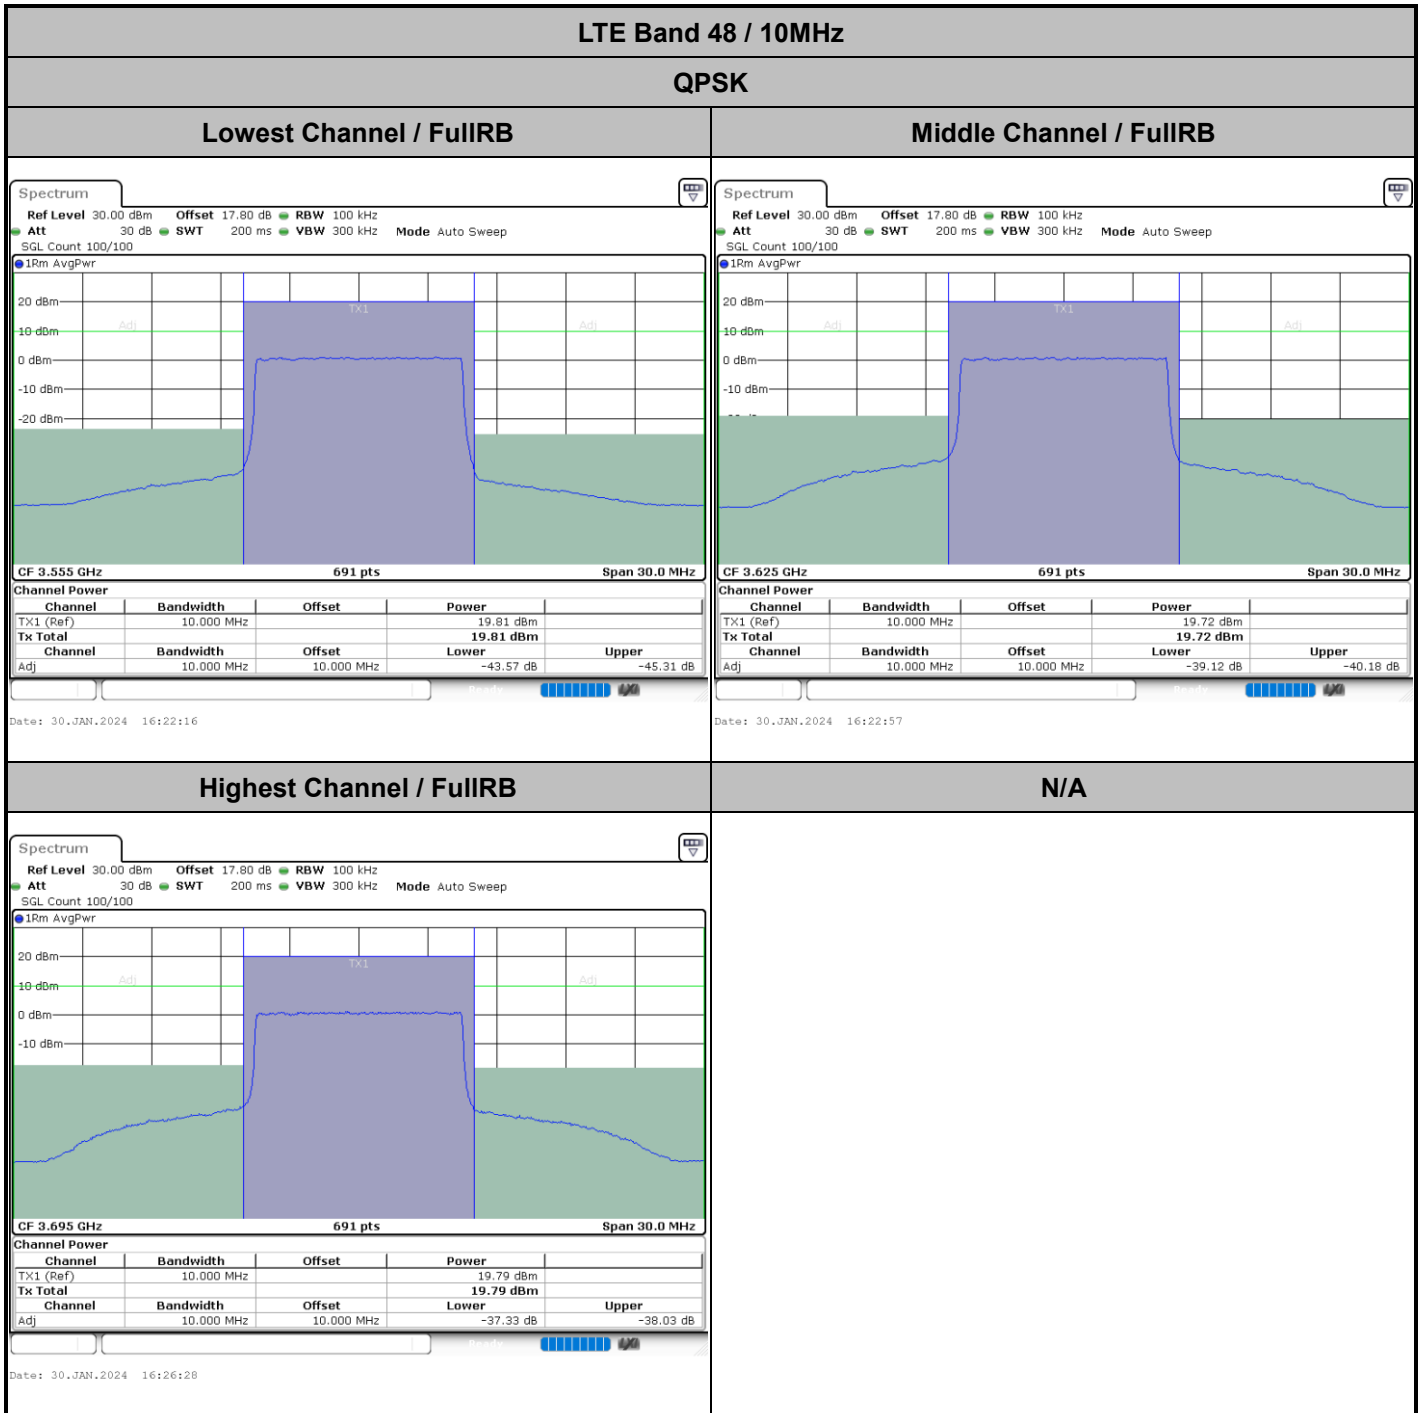 LTE Band 48 / 10MHz
QPSK
Lowest Channel / FullRB
Middle Channel / FullRB
Spectrum
Ref Level 30.00 dBm Offset 17.80 dB RBW 100 kHz
Att 30 dB SWT 200 ms VBW 300 kHz Mode Auto Sweep
SGL Count 100/100
1Rm AvgPwr
20 dBm
TX1
10 dBm
Adj
Adj
0 dBm
-10 dBm
-20 dBm
CF 3.555 GHz 691 pts Span 30.0 MHz
Channel Power
Channel Bandwidth Offset Power
TX1 (Ref) 10.000 MHz 19.81 dBm
Tx Total 19.81 dBm
Channel Bandwidth Offset Lower Upper
Adj 10.000 MHz 10.000 MHz -43.57 dB -45.31 dB
Ready
Date: 30.JAN.2024 16:22:16
Spectrum
Ref Level 30.00 dBm Offset 17.80 dB RBW 100 kHz
Att 30 dB SWT 200 ms VBW 300 kHz Mode Auto Sweep
SGL Count 100/100
1Rm AvgPwr
20 dBm
TX1
10 dBm
Adj
Adj
0 dBm
-10 dBm
CF 3.625 GHz 691 pts Span 30.0 MHz
Channel Power
Channel Bandwidth Offset Power
TX1 (Ref) 10.000 MHz 19.72 dBm
Tx Total 19.72 dBm
Channel Bandwidth Offset Lower Upper
Adj 10.000 MHz 10.000 MHz -39.12 dB -40.18 dB
Ready
Date: 30.JAN.2024 16:22:57
Highest Channel / FullRB
N/A
Spectrum
Ref Level 30.00 dBm Offset 17.80 dB RBW 100 kHz
Att 30 dB SWT 200 ms VBW 300 kHz Mode Auto Sweep
SGL Count 100/100
1Rm AvgPwr
20 dBm
TX1
10 dBm
Adj
Adj
0 dBm
-10 dBm
CF 3.695 GHz 691 pts Span 30.0 MHz
Channel Power
Channel Bandwidth Offset Power
TX1 (Ref) 10.000 MHz 19.79 dBm
Tx Total 19.79 dBm
Channel Bandwidth Offset Lower Upper
Adj 10.000 MHz 10.000 MHz -37.33 dB -38.03 dB
Ready
Date: 30.JAN.2024 16:26:28